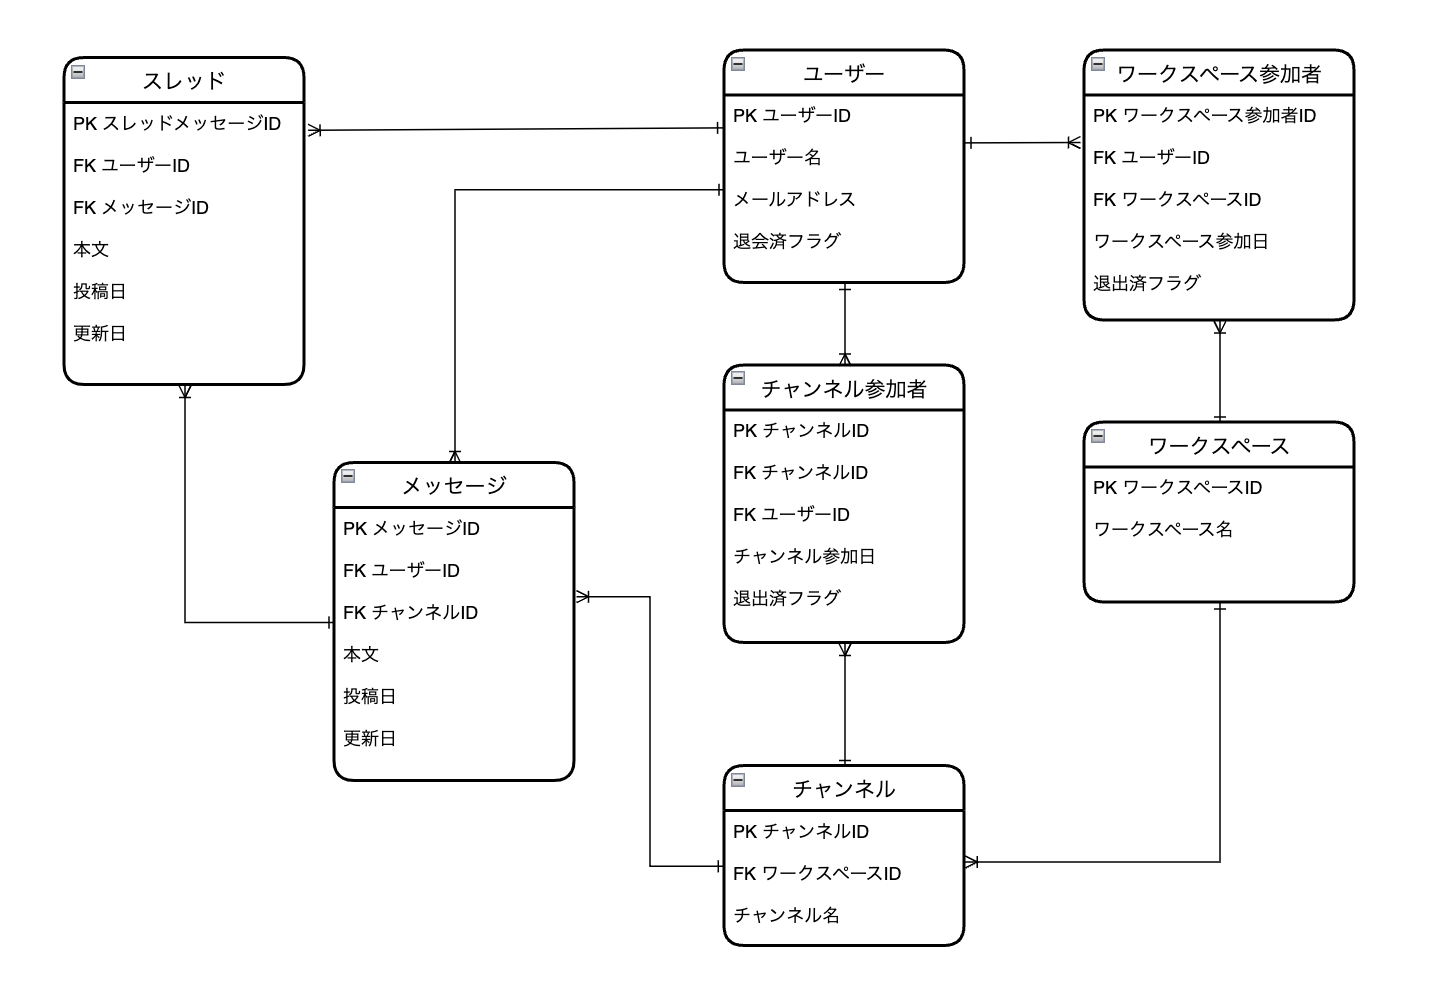 スレッド
PK スレッドメッセージID
FK ユーザーID
FK メッセージID
本文
投稿日
更新日
ユーザー
PK ユーザーID
ユーザー名
メールアドレス
退会済フラグ
ワークスペース参加者
PK ワークスペース参加者ID
FK ユーザーID
FK ワークスペースID
ワークスペース参加日
退出済フラグ
メッセージ
PK メッセージID
FK ユーザーID
FK チャンネルID
本文
投稿日
更新日
チャンネル参加者
PK チャンネルID
FK チャンネルID
FK ユーザーID
チャンネル参加日
退出済フラグ
ワークスペース
PK ワークスペースID
ワークスペース名
チャンネル
PK チャンネルID
FK ワークスペースID
チャンネル名